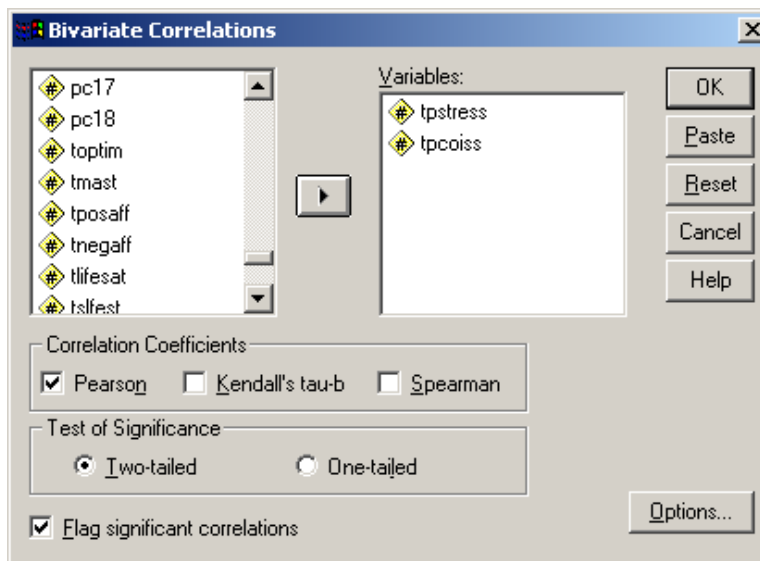 Bivariate Correlations
pc17
pc18
toptim
tmast
tposaff
tnegaff
tlifesat
tslfest
Variables:
tpstress
tpcoiss
OK
Paste
Reset
Cancel
Help
Correlation Coefficients
Pearson Kendall's tau-b Spearman
Test of Significance
Two-tailed One-tailed
Flag significant correlations
Options...